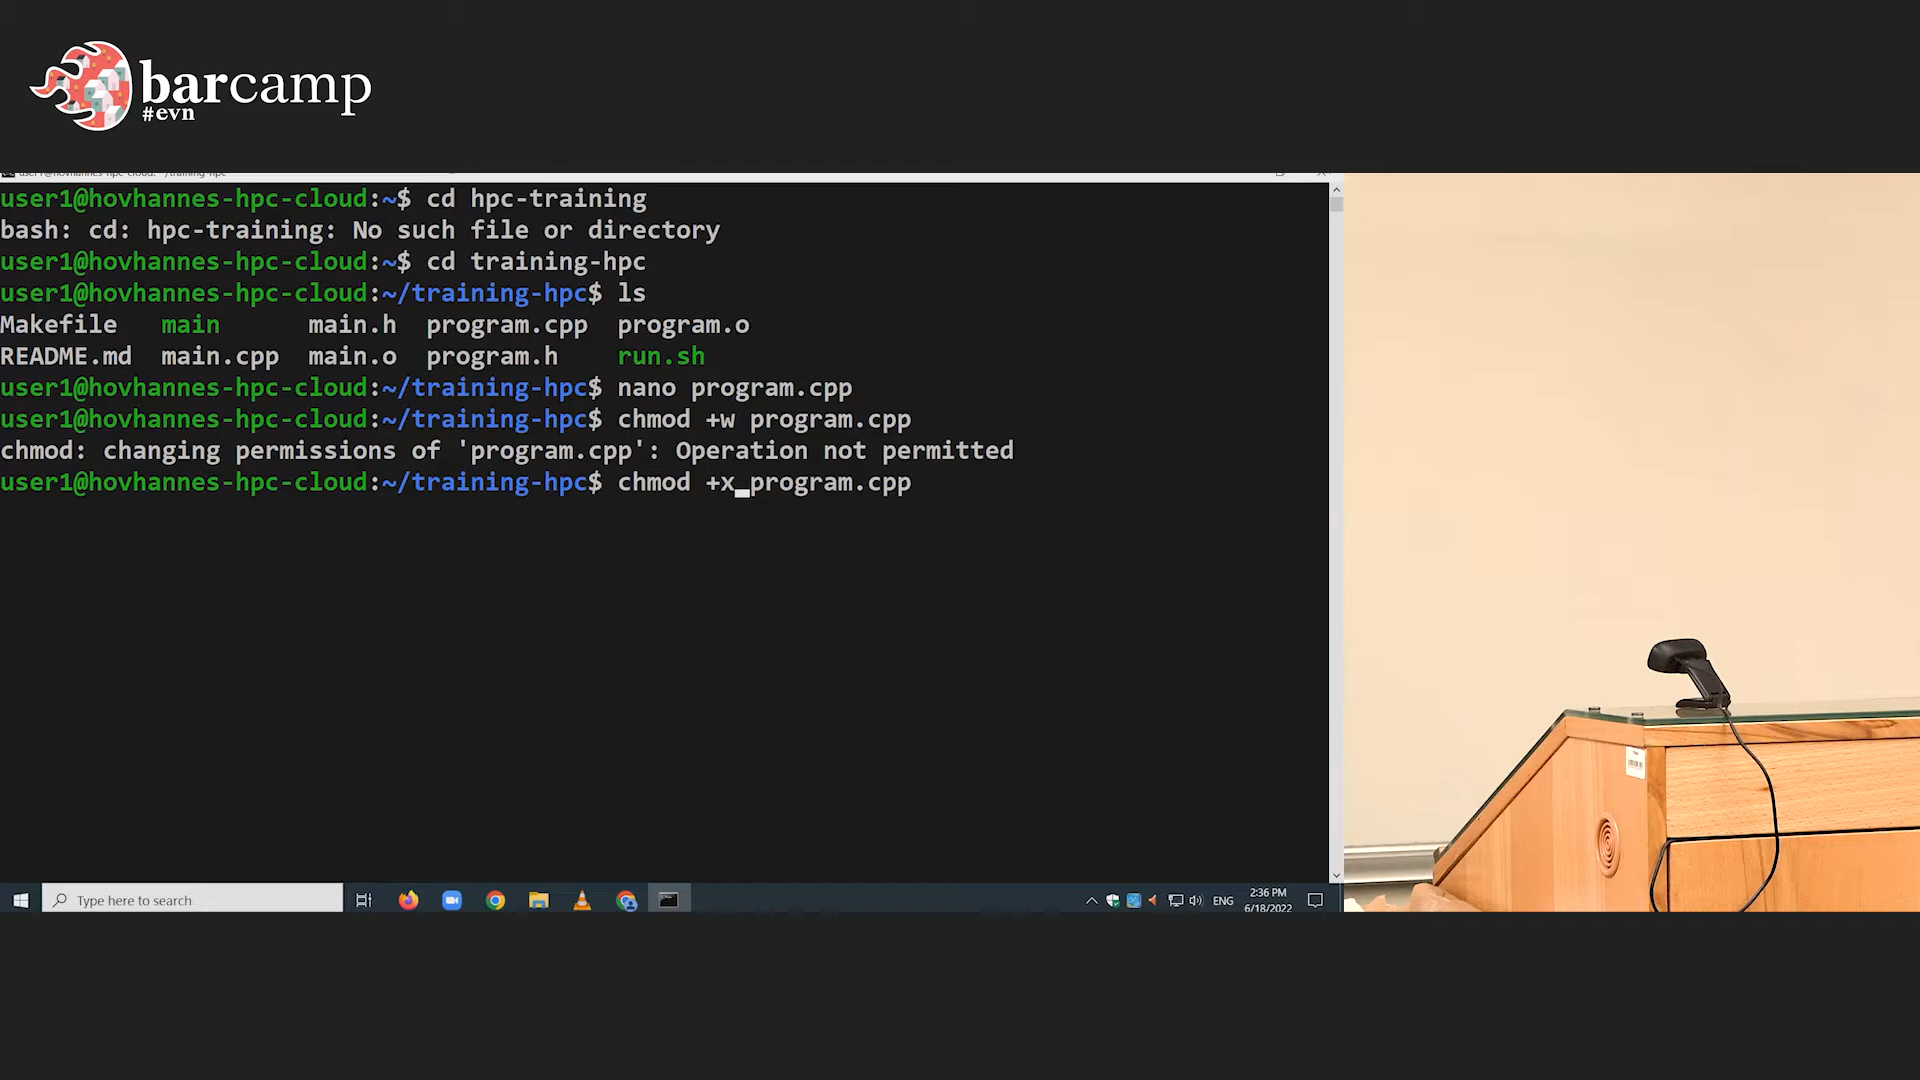 barcamp
#evn
user1@hovhannes-hpc-cloud:~$ cd hpc-training
bash: cd: hpc-training: No such file or directory
user1@hovhannes-hpc-cloud:~$ cd training-hpc
user1@hovhannes-hpc-cloud:~/training-hpc$ ls
Makefile main main.h program.cpp program.o
README.md main.cpp main.o program.h run.sh
user1@hovhannes-hpc-cloud:~/training-hpc$ nano program.cpp
user1@hovhannes-hpc-cloud:~/training-hpc$ chmod +w program.cpp
chmod: changing permissions of 'program.cpp': Operation not permitted
user1@hovhannes-hpc-cloud:~/training-hpc$ chmod +x program.cpp
Type here to search
ENG
2:36 PM
6/18/2022